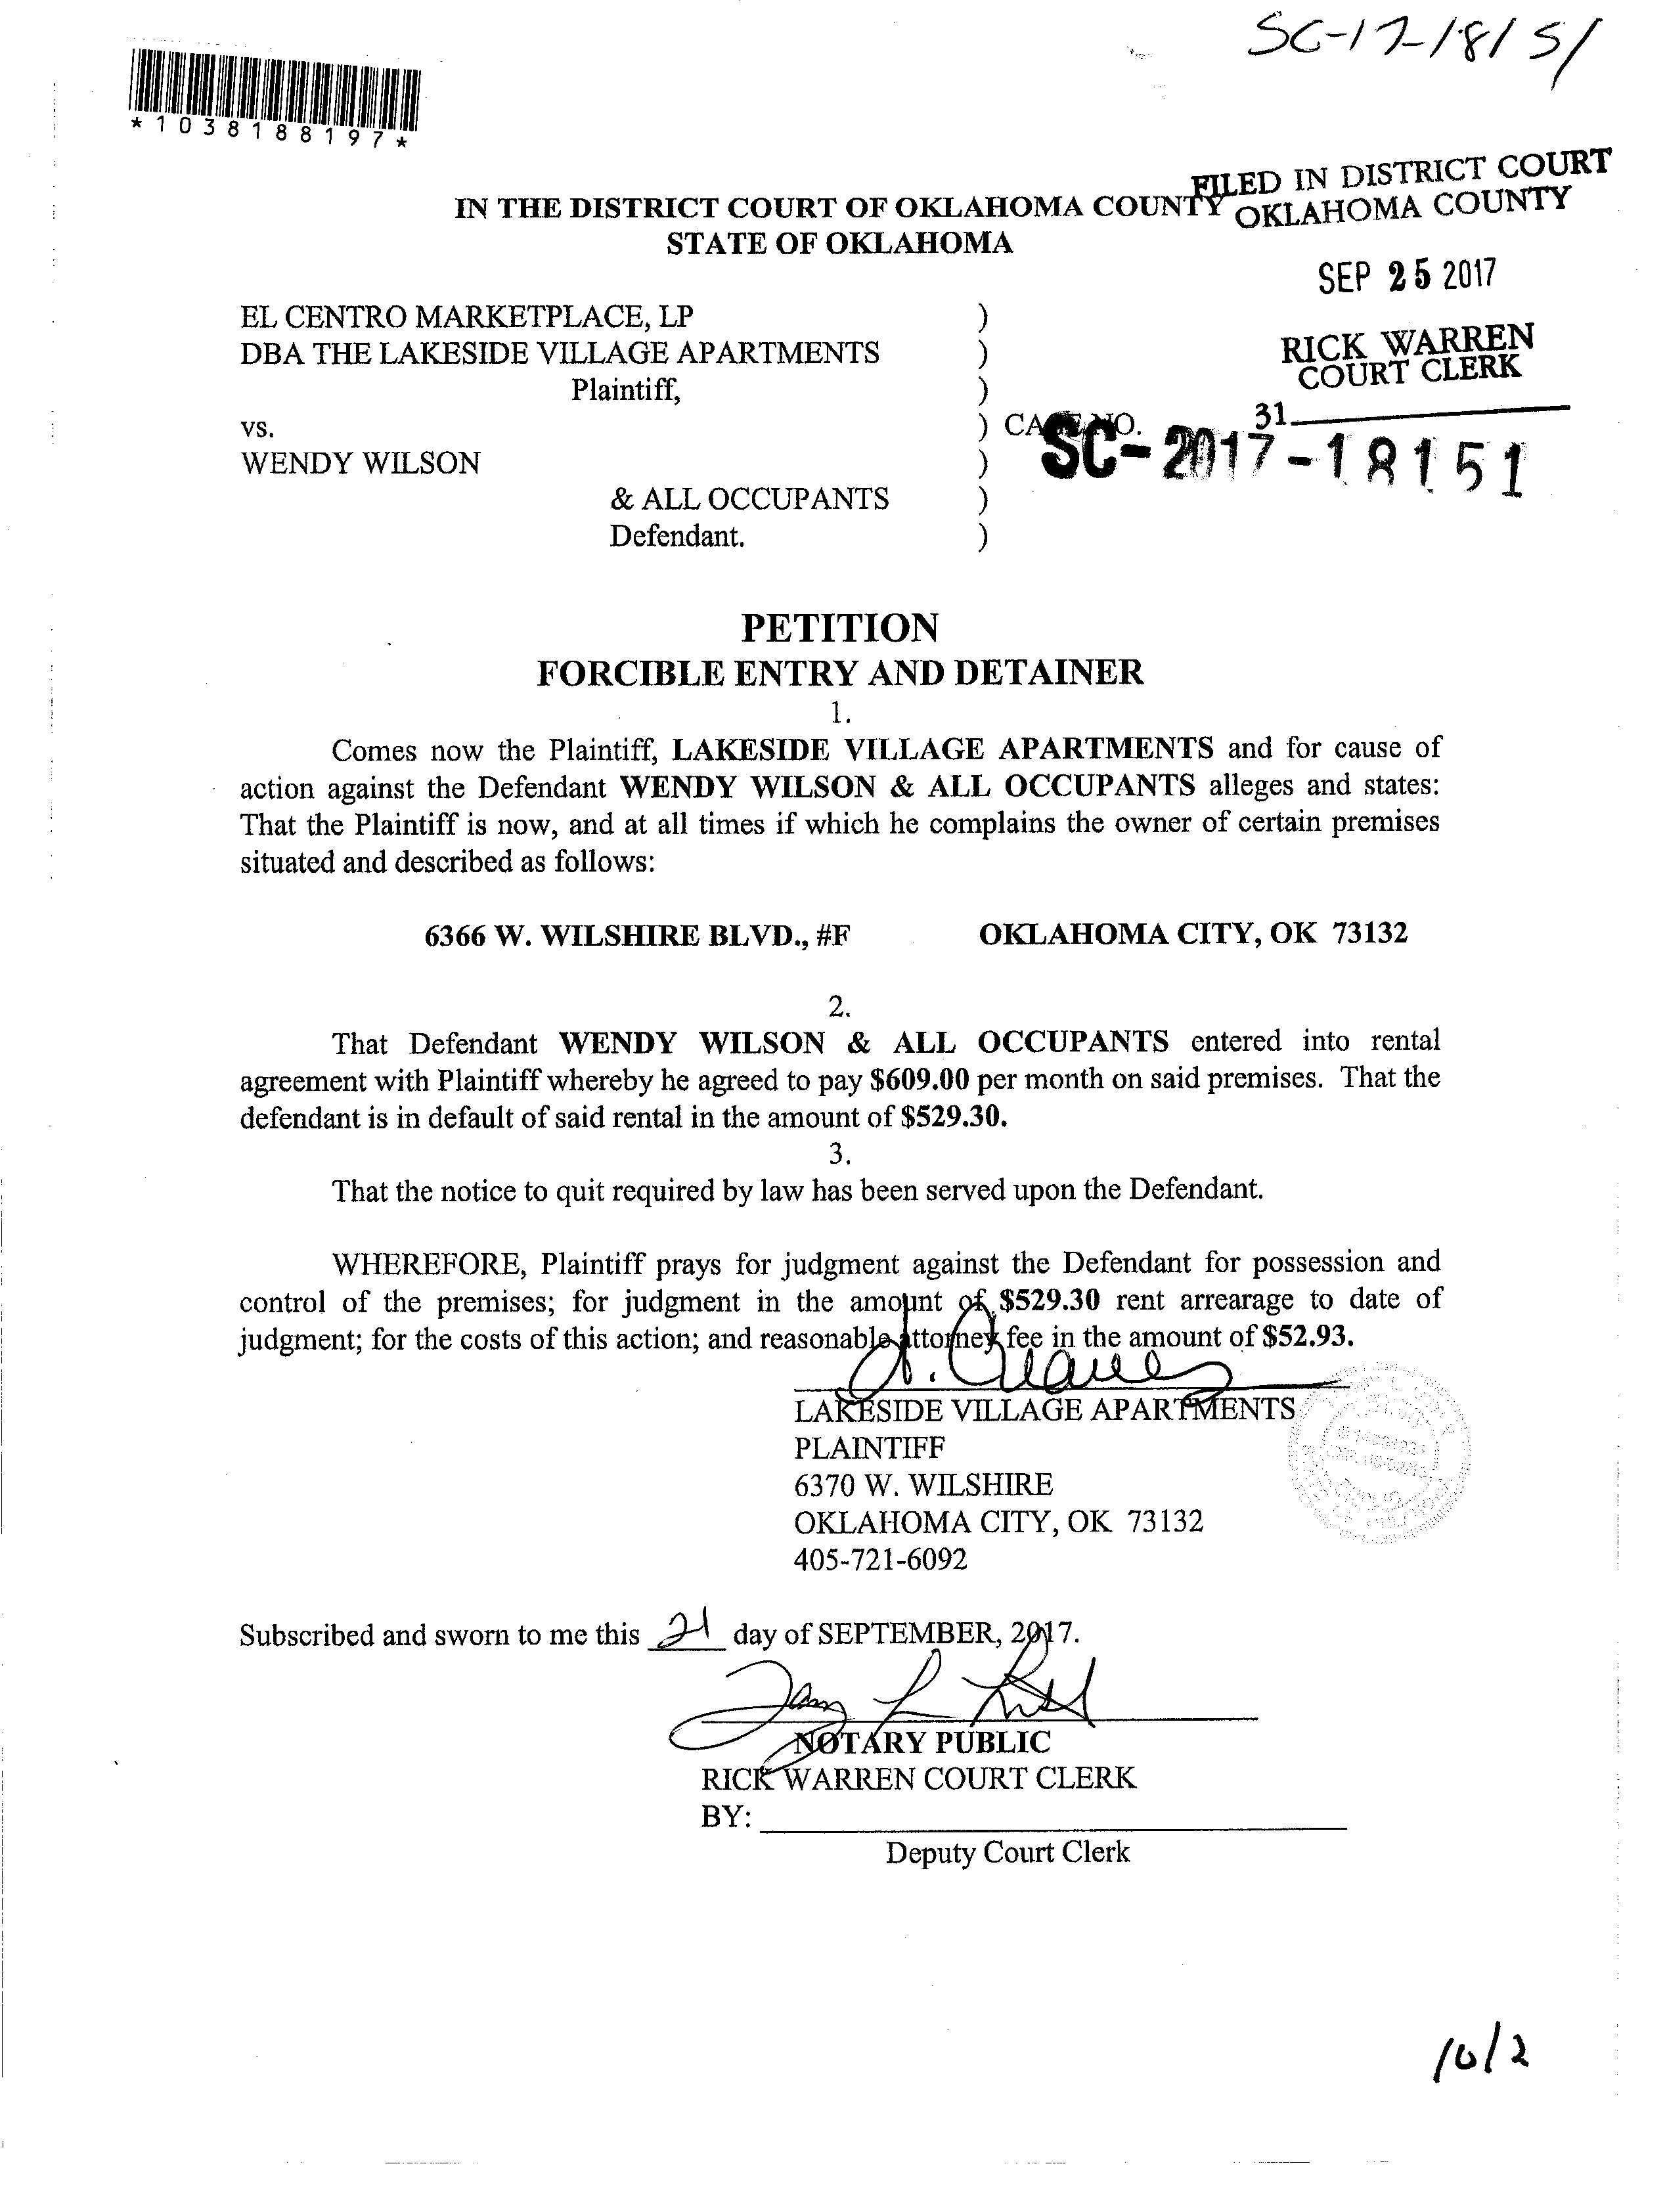 SC-17-18151
*1038188197*
FILED IN DISTRICT COURT
OKLAHOMA COUNTY
IN THE DISTRICT COURT OF OKLAHOMA COUNTY
STATE OF OKLAHOMA
SEP 25 2017
RICK WARREN
COURT CLERK
31
EL CENTRO MARKETPLACE, LP )
DBA THE LAKESIDE VILLAGE APARTMENTS )
Plaintiff, )
vs. ) CASE NO. SC-2017-18151
WENDY WILSON )
& ALL OCCUPANTS )
Defendant. )
PETITION
FORCIBLE ENTRY AND DETAINER
1.
Comes now the Plaintiff, LAKESIDE VILLAGE APARTMENTS and for cause of
action against the Defendant WENDY WILSON & ALL OCCUPANTS alleges and states:
That the Plaintiff is now, and at all times if which he complains the owner of certain premises
situated and described as follows:
6366 W. WILSHIRE BLVD., #F OKLAHOMA CITY, OK 73132
2.
That Defendant WENDY WILSON & ALL OCCUPANTS entered into rental
agreement with Plaintiff whereby he agreed to pay $609.00 per month on said premises. That the
defendant is in default of said rental in the amount of $529.30.
3.
That the notice to quit required by law has been served upon the Defendant.
WHEREFORE, Plaintiff prays for judgment against the Defendant for possession and
control of the premises; for judgment in the amount of $529.30 rent arrearage to date of
judgment; for the costs of this action; and reasonable attorney fee in the amount of $52.93.
LAKESIDE VILLAGE APARTMENTS
PLAINTIFF
6370 W. WILSHIRE
OKLAHOMA CITY, OK 73132
405-721-6092
Subscribed and sworn to me this 21 day of SEPTEMBER, 2017.
NOTARY PUBLIC
RICK WARREN COURT CLERK
BY:
Deputy Court Clerk
10/2